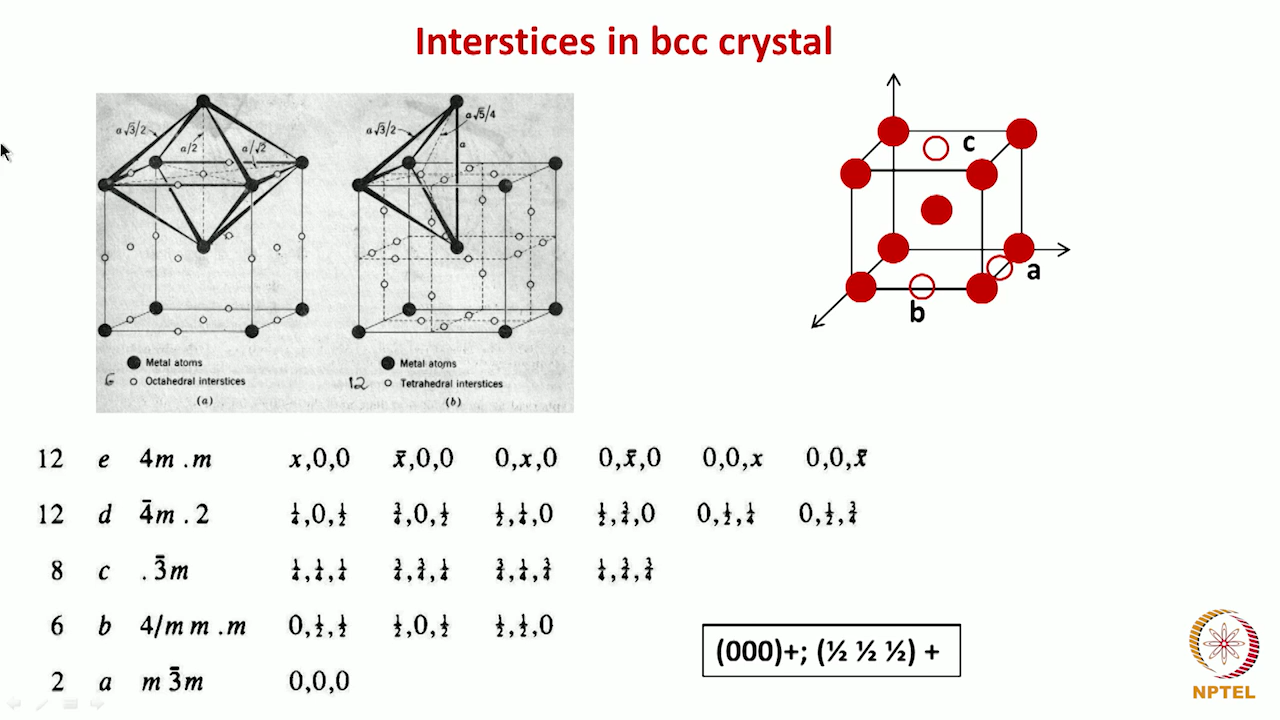 Interstices in bcc crystal
a√3/2
a/2
a/√2
a√3/2
a√5/4
a
Metal atoms
6 Octahedral interstices
(a)
Metal atoms
12 Tetrahedral interstices
(b)
c
a
b
12 e 4m .m x,0,0 x̄,0,0 0,x,0 0,x̄,0 0,0,x 0,0,x̄
12 d 4̄m .2 ¼,0,½ ¾,0,½ ½,¼,0 ½,¾,0 0,½,¼ 0,½,¾
8 c .3̄m ¼,¼,¼ ¾,¾,¼ ¾,¼,¾ ¼,¾,¾
6 b 4/m m .m 0,½,½ ½,0,½ ½,½,0
2 a m 3̄m 0,0,0
(000)+; (½ ½ ½) +
NPTEL